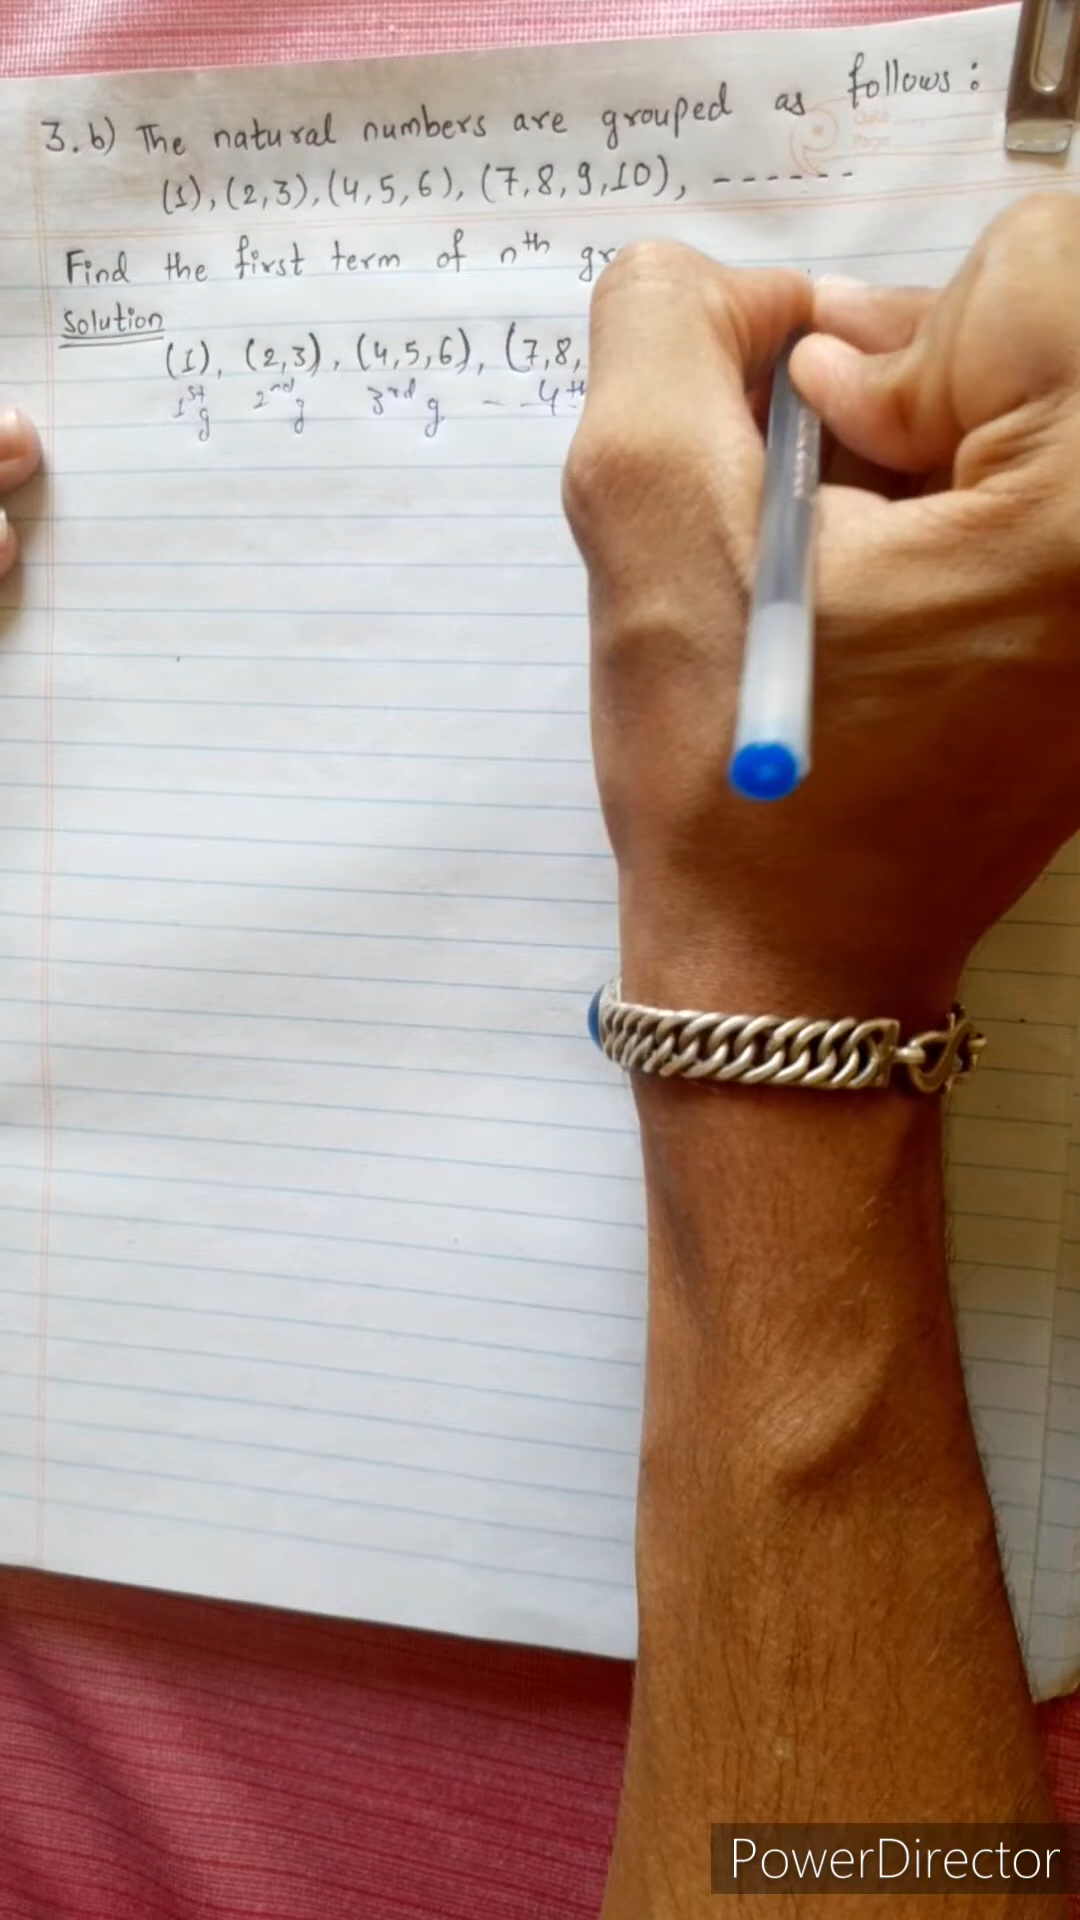 3. b) The natural numbers are grouped as follows :
(1), (2,3), (4,5,6), (7,8,9,10), ------
Find the first term of nth
Solution
(1), (2,3), (4,5,6), (7,8,
1st g 2nd g 3rd g - - 4th
Date
Page
PowerDirector